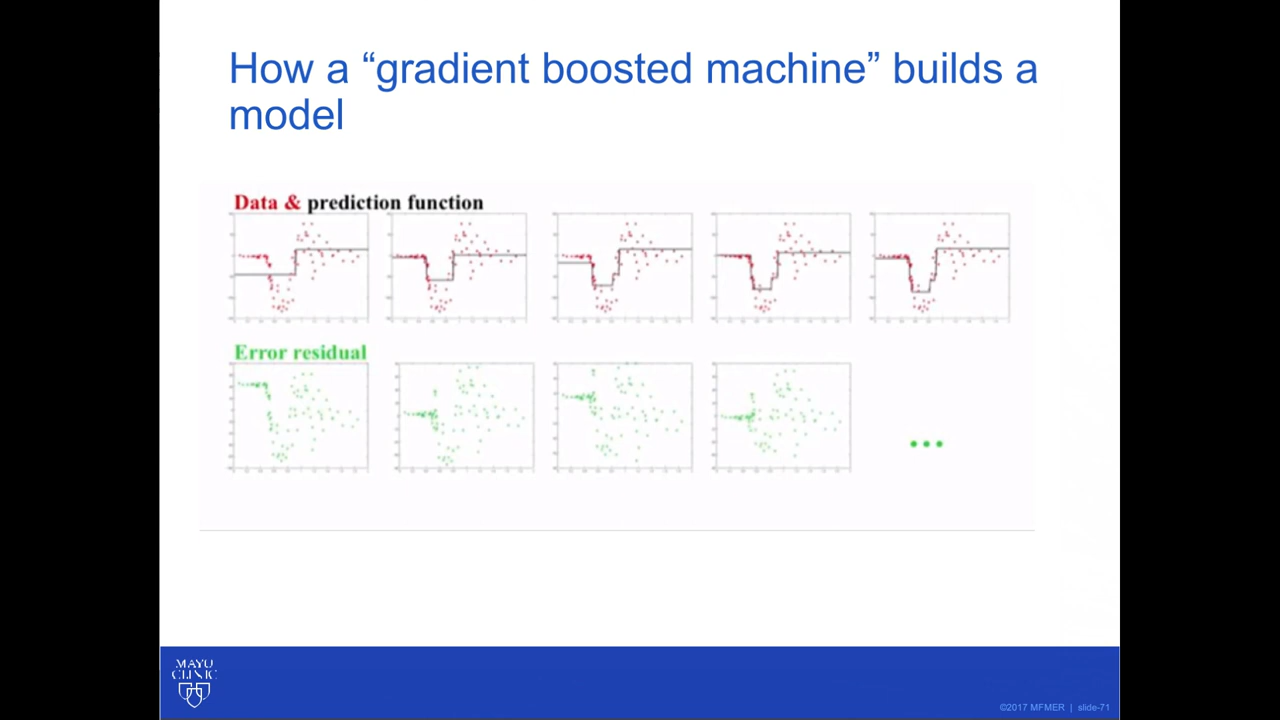 How a “gradient boosted machine” builds a
model
Data & prediction function
Error residual
MAYO
CLINIC
©2017 MFMER | slide-71